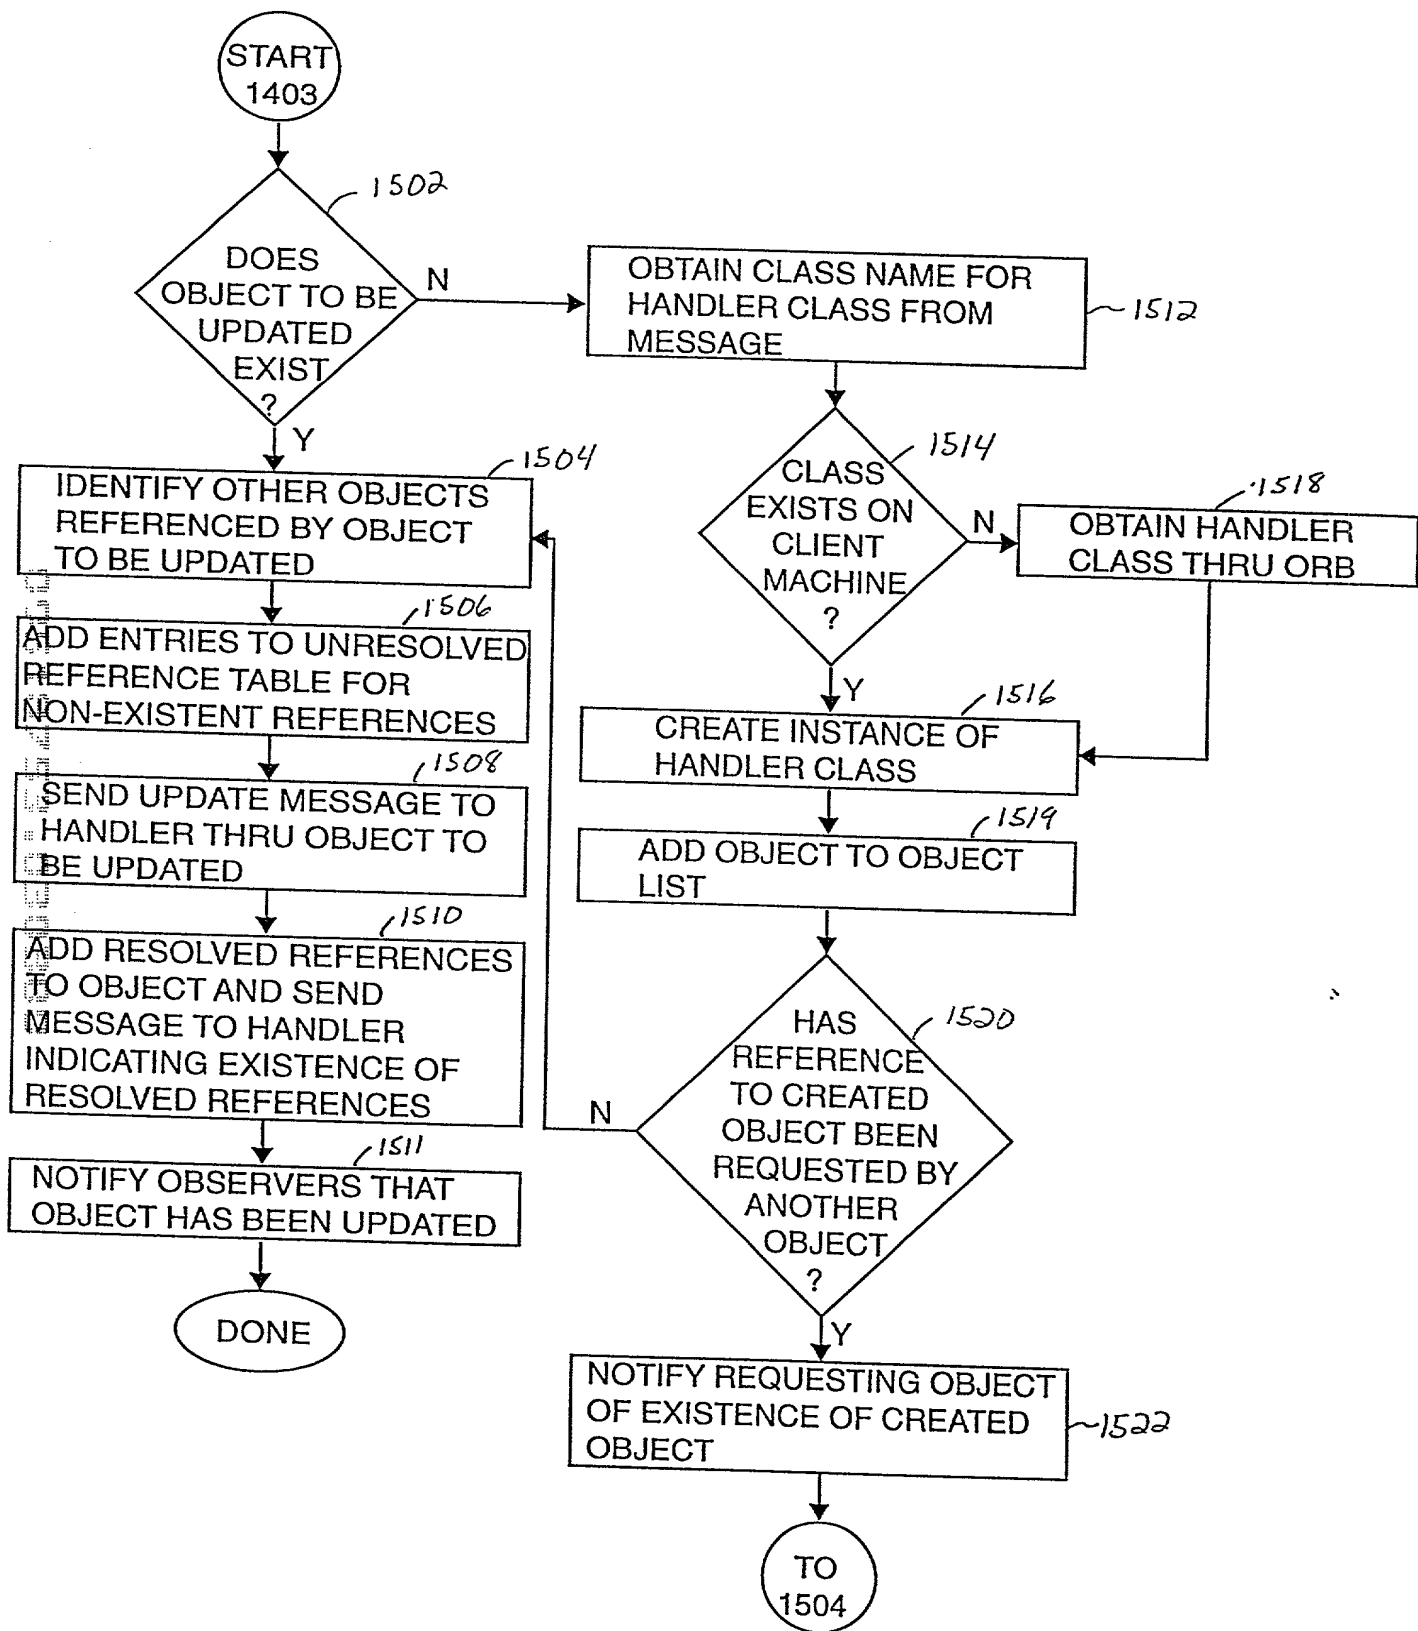 START
1403
1502
DOES
OBJECT TO BE
UPDATED
EXIST
?
N
Y
OBTAIN CLASS NAME FOR
HANDLER CLASS FROM
MESSAGE
1512
1504
IDENTIFY OTHER OBJECTS
REFERENCED BY OBJECT
TO BE UPDATED
1506
ADD ENTRIES TO UNRESOLVED
REFERENCE TABLE FOR
NON-EXISTENT REFERENCES
1508
SEND UPDATE MESSAGE TO
HANDLER THRU OBJECT TO
BE UPDATED
1510
ADD RESOLVED REFERENCES
TO OBJECT AND SEND
MESSAGE TO HANDLER
INDICATING EXISTENCE OF
RESOLVED REFERENCES
1511
NOTIFY OBSERVERS THAT
OBJECT HAS BEEN UPDATED
DONE
1514
CLASS
EXISTS ON
CLIENT
MACHINE
?
N
Y
1518
OBTAIN HANDLER
CLASS THRU ORB
1516
CREATE INSTANCE OF
HANDLER CLASS
1519
ADD OBJECT TO OBJECT
LIST
1520
HAS
REFERENCE
TO CREATED
OBJECT BEEN
REQUESTED BY
ANOTHER
OBJECT
?
N
Y
NOTIFY REQUESTING OBJECT
OF EXISTENCE OF CREATED
OBJECT
1522
TO
1504